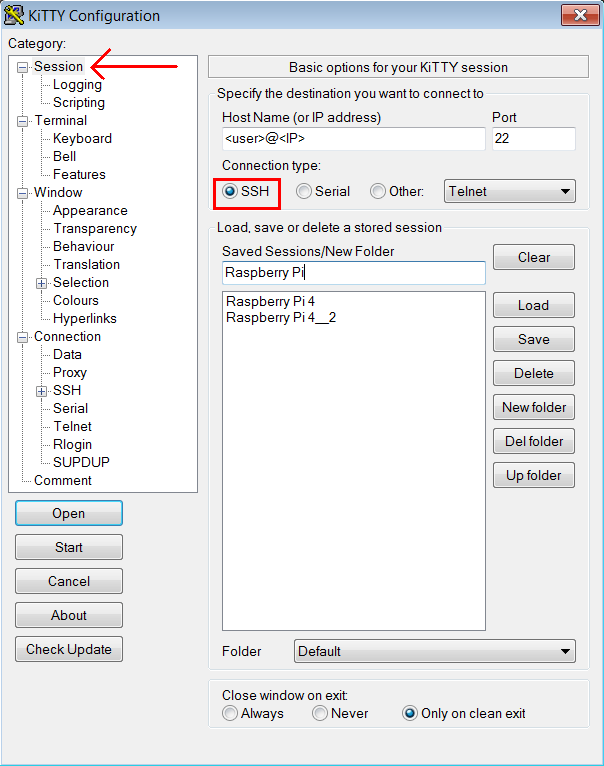 KiTTY Configuration
Category:
Session
Logging
Scripting
Terminal
Keyboard
Bell
Features
Window
Appearance
Transparency
Behaviour
Translation
Selection
Colours
Hyperlinks
Connection
Data
Proxy
SSH
Serial
Telnet
Rlogin
SUPDUP
Comment
Open
Start
Cancel
About
Check Update
Basic options for your KiTTY session
Specify the destination you want to connect to
Host Name (or IP address) Port
<user>@<IP> 22
Connection type:
SSH Serial Other: Telnet
Load, save or delete a stored session
Saved Sessions/New Folder
Raspberry Pi
Raspberry Pi 4
Raspberry Pi 4__2
Clear
Load
Save
Delete
New folder
Del folder
Up folder
Folder Default
Close window on exit:
Always Never Only on clean exit